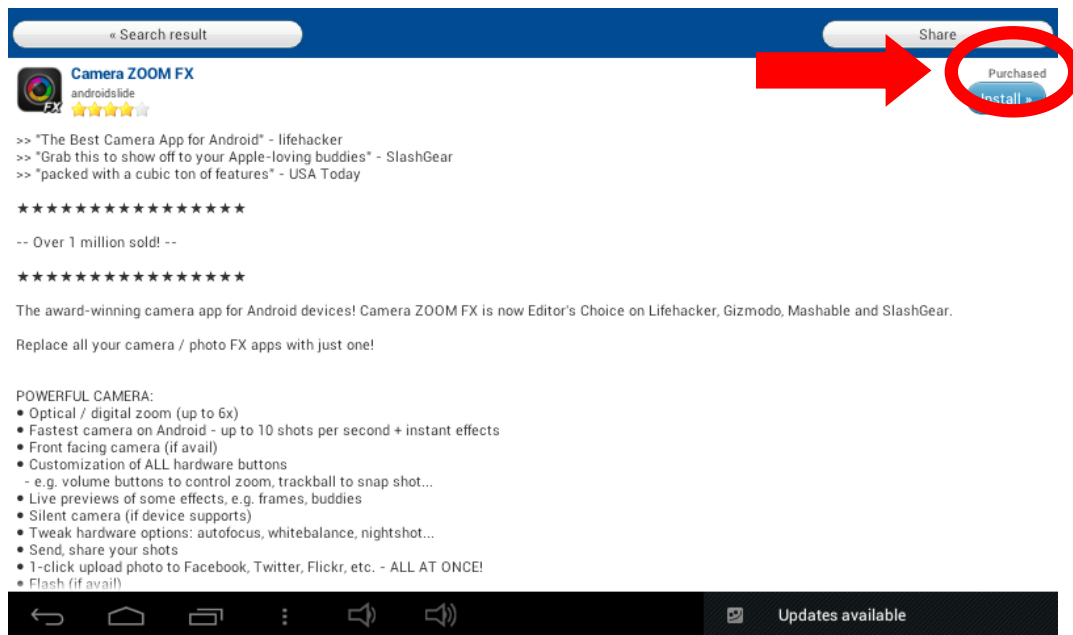 « Search result
Share
Camera ZOOM FX
androidslide
FX
Purchased
Install »
>> "The Best Camera App for Android" - lifehacker
>> "Grab this to show off to your Apple-loving buddies" - SlashGear
>> "packed with a cubic ton of features" - USA Today
★★★★★★★★★★★★★★★★
-- Over 1 million sold! --
★★★★★★★★★★★★★★★★
The award-winning camera app for Android devices! Camera ZOOM FX is now Editor's Choice on Lifehacker, Gizmodo, Mashable and SlashGear.
Replace all your camera / photo FX apps with just one!
POWERFUL CAMERA:
• Optical / digital zoom (up to 6x)
• Fastest camera on Android - up to 10 shots per second + instant effects
• Front facing camera (if avail)
• Customization of ALL hardware buttons
- e.g. volume buttons to control zoom, trackball to snap shot...
• Live previews of some effects, e.g. frames, buddies
• Silent camera (if device supports)
• Tweak hardware options: autofocus, whitebalance, nightshot...
• Send, share your shots
• 1-click upload photo to Facebook, Twitter, Flickr, etc. - ALL AT ONCE!
• Flash (if avail)
Updates available